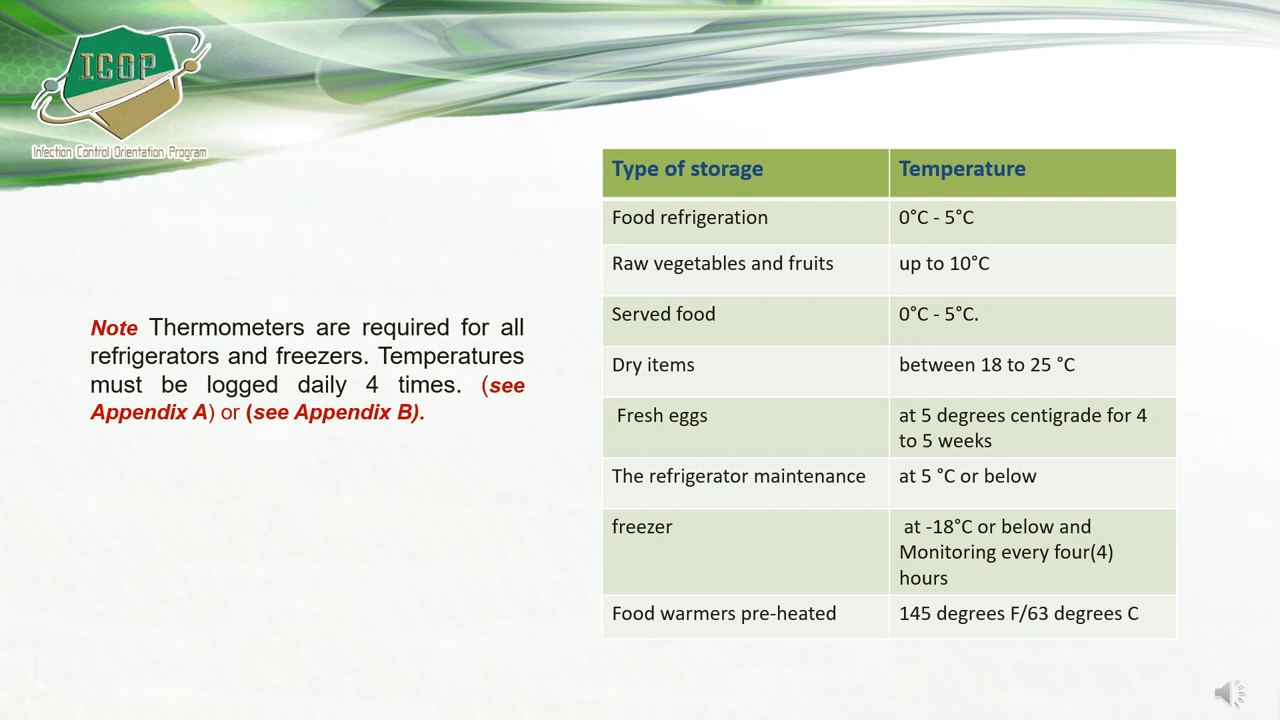 ICOP
Infection Control Orientation Program
Note Thermometers are required for all
refrigerators and freezers. Temperatures
must be logged daily 4 times. (see
Appendix A) or (see Appendix B).
Type of storage Temperature
Food refrigeration 0°C - 5°C
Raw vegetables and fruits up to 10°C
Served food 0°C - 5°C.
Dry items between 18 to 25 °C
Fresh eggs at 5 degrees centigrade for 4
to 5 weeks
The refrigerator maintenance at 5 °C or below
freezer at -18°C or below and
Monitoring every four(4)
hours
Food warmers pre-heated 145 degrees F/63 degrees C